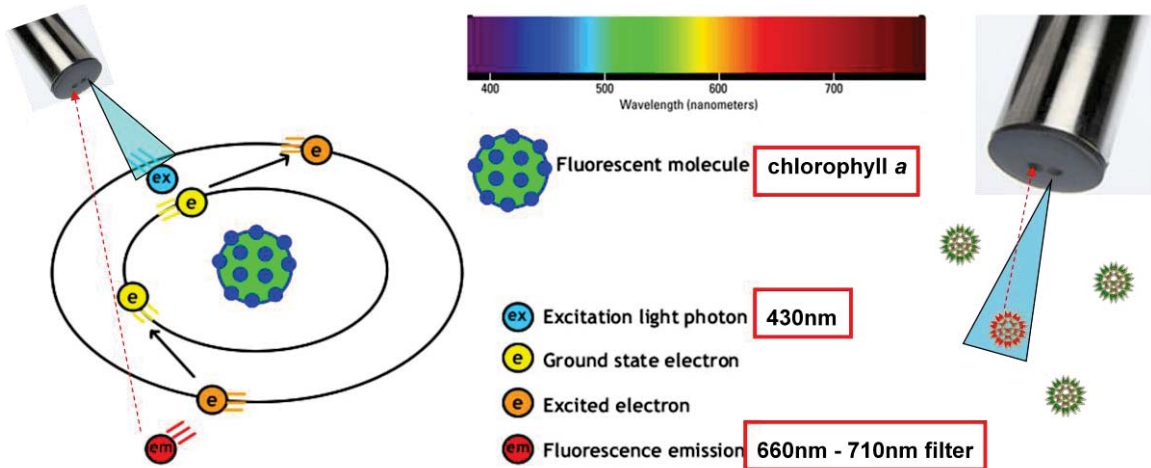 400 500 600 700
Wavelength (nanometers)
e
ex
e
Fluorescent molecule chlorophyll a
e
ex Excitation light photon 430nm
e Ground state electron
e
e Excited electron
em
em Fluorescence emission 660nm - 710nm filter